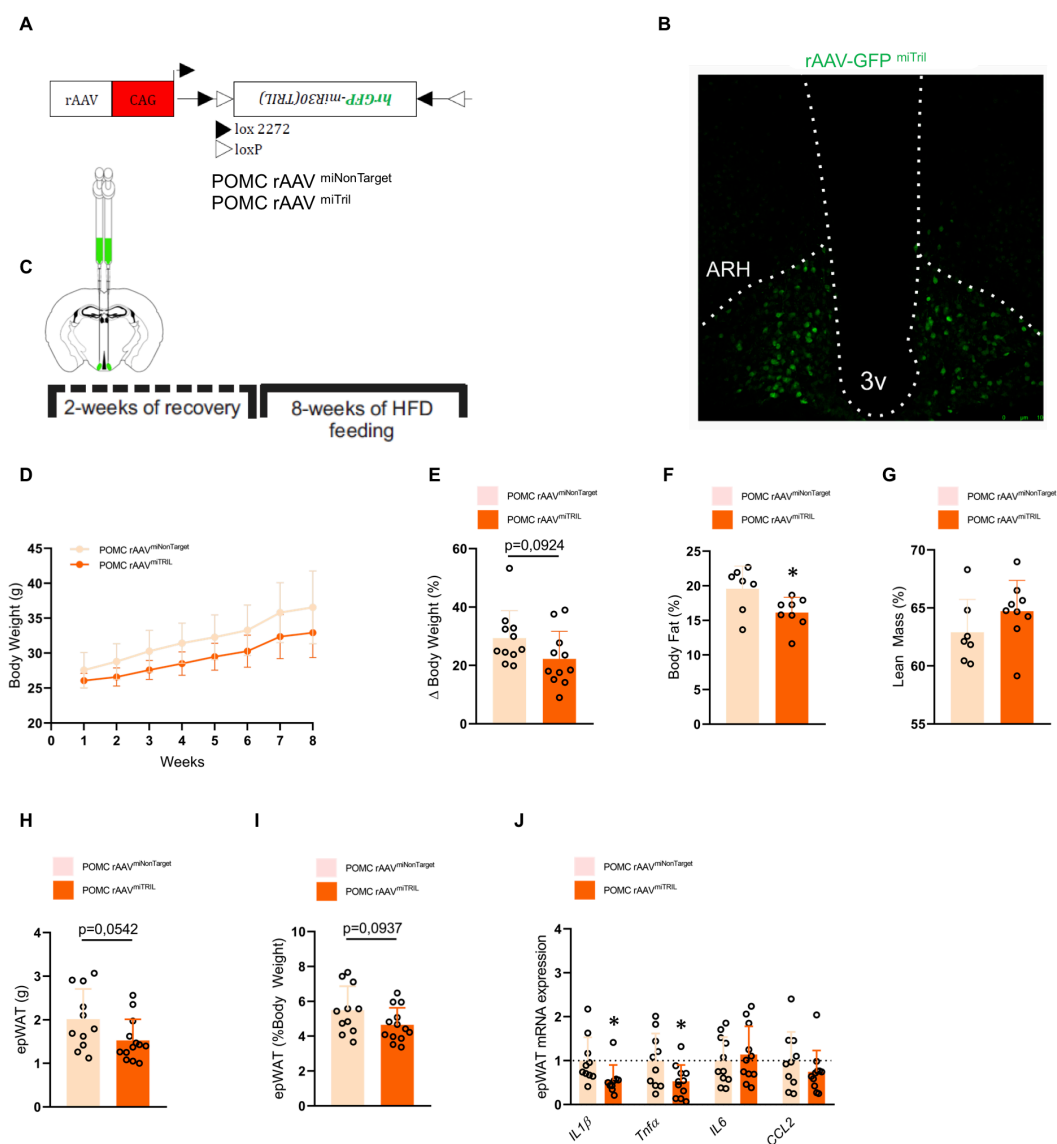 A
rAAV
CAG
hrGFP-miR30(TRIL)
lox 2272
loxP
POMC rAAV miNonTarget
POMC rAAV miTril
B
rAAV-GFP miTril
ARH
3v
C
2-weeks of recovery
8-weeks of HFD
feeding
D
Body Weight (g)
45
40
35
30
25
20
POMC rAAVmiNonTarget
POMC rAAVmiTRIL
0 1 2 3 4 5 6 7 8
Weeks
E
POMC rAAVmiNonTarget
POMC rAAVmiTRIL
p=0,0924
Δ Body Weight (%)
60
40
20
0
F
POMC rAAVmiNonTarget
POMC rAAVmiTRIL
*
Body Fat (%)
25
20
15
10
5
0
G
POMC rAAVmiNonTarget
POMC rAAVmiTRIL
Lean Mass (%)
75
70
65
60
55
H
POMC rAAVmiNonTarget
POMC rAAVmiTRIL
p=0,0542
epWAT (g)
4
3
2
1
0
I
POMC rAAVmiNonTarget
POMC rAAVmiTRIL
p=0,0937
epWAT (%Body Weight)
10
8
6
4
2
0
J
POMC rAAVmiNonTarget
POMC rAAVmiTRIL
epWAT mRNA expression
4
3
2
1
0
* *
IL1β
Tnfα
IL6
CCL2